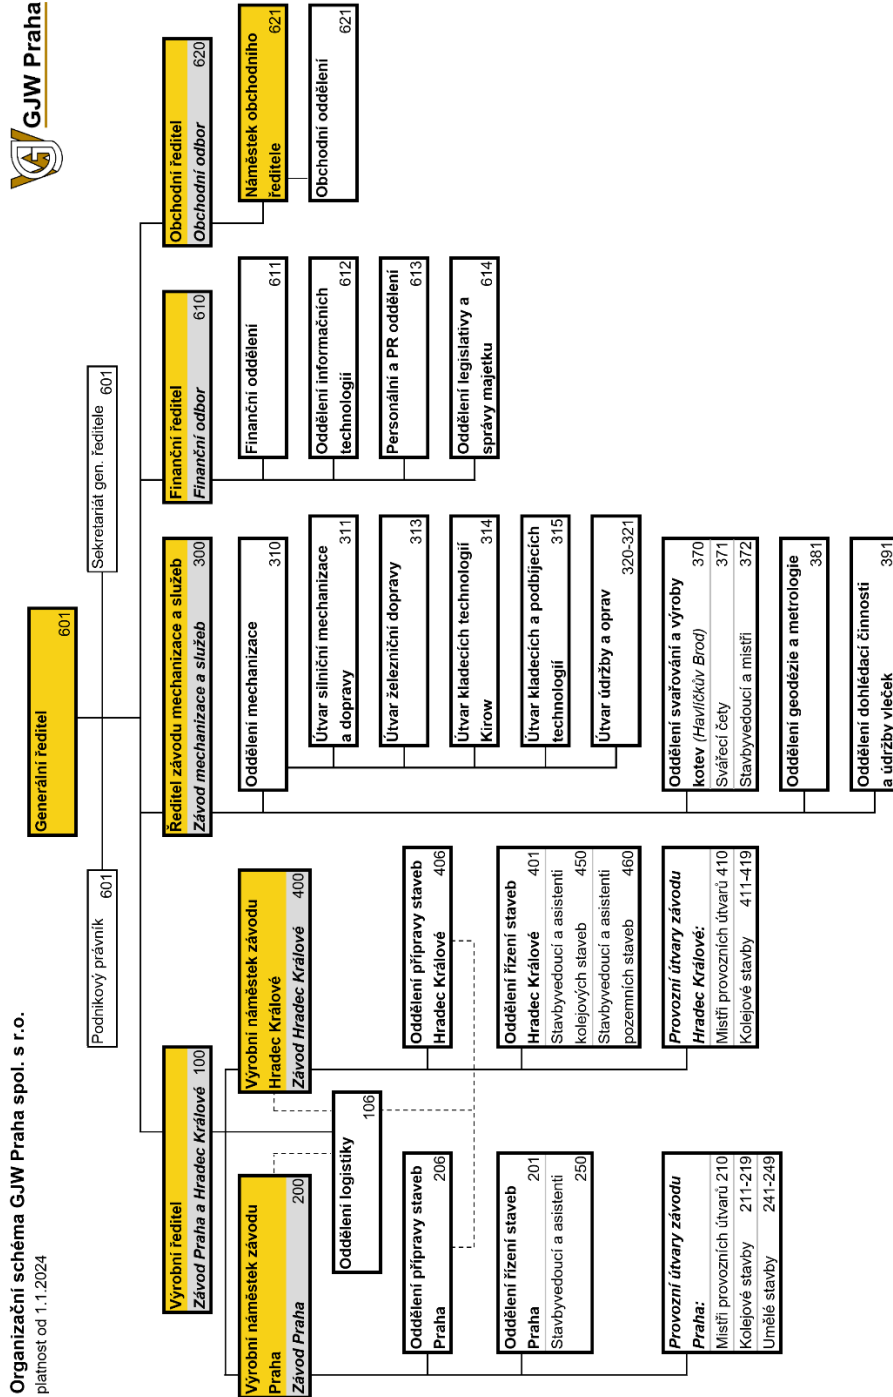 Organizační schéma GJW Praha spol. s r.o.
platnost od 1.1.2024
GJW Praha
Generální ředitel
601
Podnikový právník 601
Sekretariát gen. ředitele 601
Výrobní ředitel
Závod Praha a Hradec Králové 100
Výrobní náměstek závodu
Praha
Závod Praha 200
Oddělení logistiky
106
Výrobní náměstek závodu
Hradec Králové
Závod Hradec Králové 400
Oddělení přípravy staveb
Praha 206
Oddělení řízení staveb
Praha 201
Stavbyvedoucí a asistenti
250
Provozní útvary závodu
Praha:
Mistři provozních útvarů 210
Kolejové stavby 211-219
Umělé stavby 241-249
Oddělení přípravy staveb
Hradec Králové 406
Oddělení řízení staveb
Hradec Králové 401
Stavbyvedoucí a asistenti
kolejových staveb 450
Stavbyvedoucí a asistenti
pozemních staveb 460
Provozní útvary závodu
Hradec Králové:
Mistři provozních útvarů 410
Kolejové stavby 411-419
Ředitel závodu mechanizace a služeb
Závod mechanizace a služeb 300
Oddělení mechanizace
310
Útvar silniční mechanizace
a dopravy 311
Útvar železniční dopravy
313
Útvar kladecích technologií
Kirow 314
Útvar kladecích a podbíjecích
technologií 315
Útvar údržby a oprav
320-321
Oddělení svařování a výroby
kotev (Havlíčkův Brod) 370
Svářecí čety 371
Stavbyvedoucí a mistři 372
Oddělení geodézie a metrologie
381
Oddělení dohlédací činnosti
a údržby vleček 391
Finanční ředitel
Finanční odbor 610
Finanční oddělení
611
Oddělení informačních
technologií 612
Personální a PR oddělení
613
Oddělení legislativy a
správy majetku 614
Obchodní ředitel
Obchodní odbor 620
Náměstek obchodního
ředitele 621
Obchodní oddělení
621